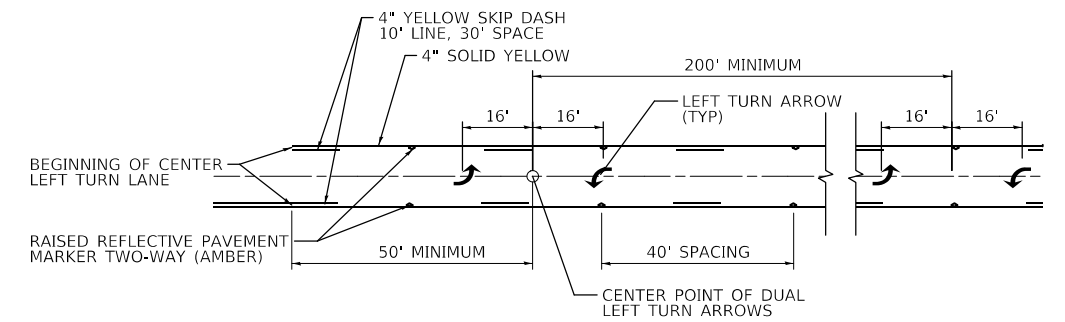 4" YELLOW SKIP DASH
10' LINE, 30' SPACE
4" SOLID YELLOW
200' MINIMUM
16'
16'
LEFT TURN ARROW
(TYP)
16'
16'
BEGINNING OF CENTER
LEFT TURN LANE
RAISED REFLECTIVE PAVEMENT
MARKER TWO-WAY (AMBER)
50' MINIMUM
40' SPACING
CENTER POINT OF DUAL
LEFT TURN ARROWS